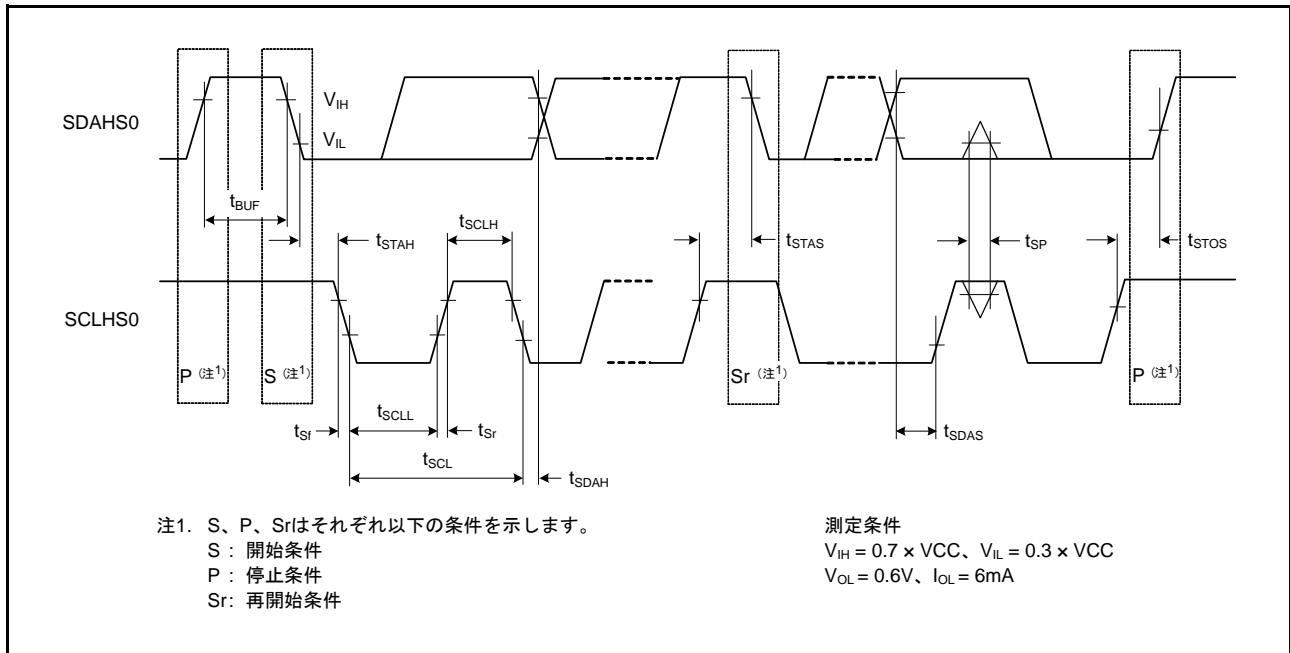 SDAHS0
VIH
VIL
tBUF
tSTAH
tSCLH
tSTAS
tSP
tSTOS
SCLHS0
P (注1)
S (注1)
Sr (注1)
P (注1)
tSf
tSCLL
tSr
tSDAS
tSCL
tSDAH
注1. S、P、Srはそれぞれ以下の条件を示します。
S : 開始条件
P : 停止条件
Sr: 再開始条件
測定条件
VIH = 0.7 × VCC、VIL = 0.3 × VCC
VOL = 0.6V、IOL = 6mA